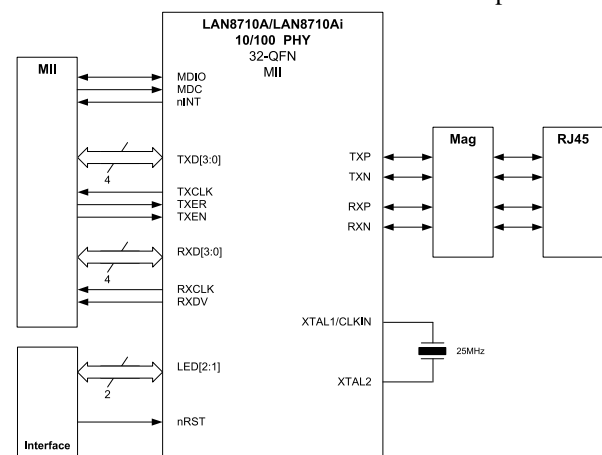 LAN8710A/LAN8710Ai
10/100 PHY
32-QFN
MII
MII
MDIO
MDC
nINT
TXD[3:0]
4
TXCLK
TXER
TXEN
RXD[3:0]
4
RXCLK
RXDV
LED[2:1]
2
nRST
Interface
TXP
TXN
RXP
RXN
Mag
RJ45
XTAL1/CLKIN
25MHz
XTAL2